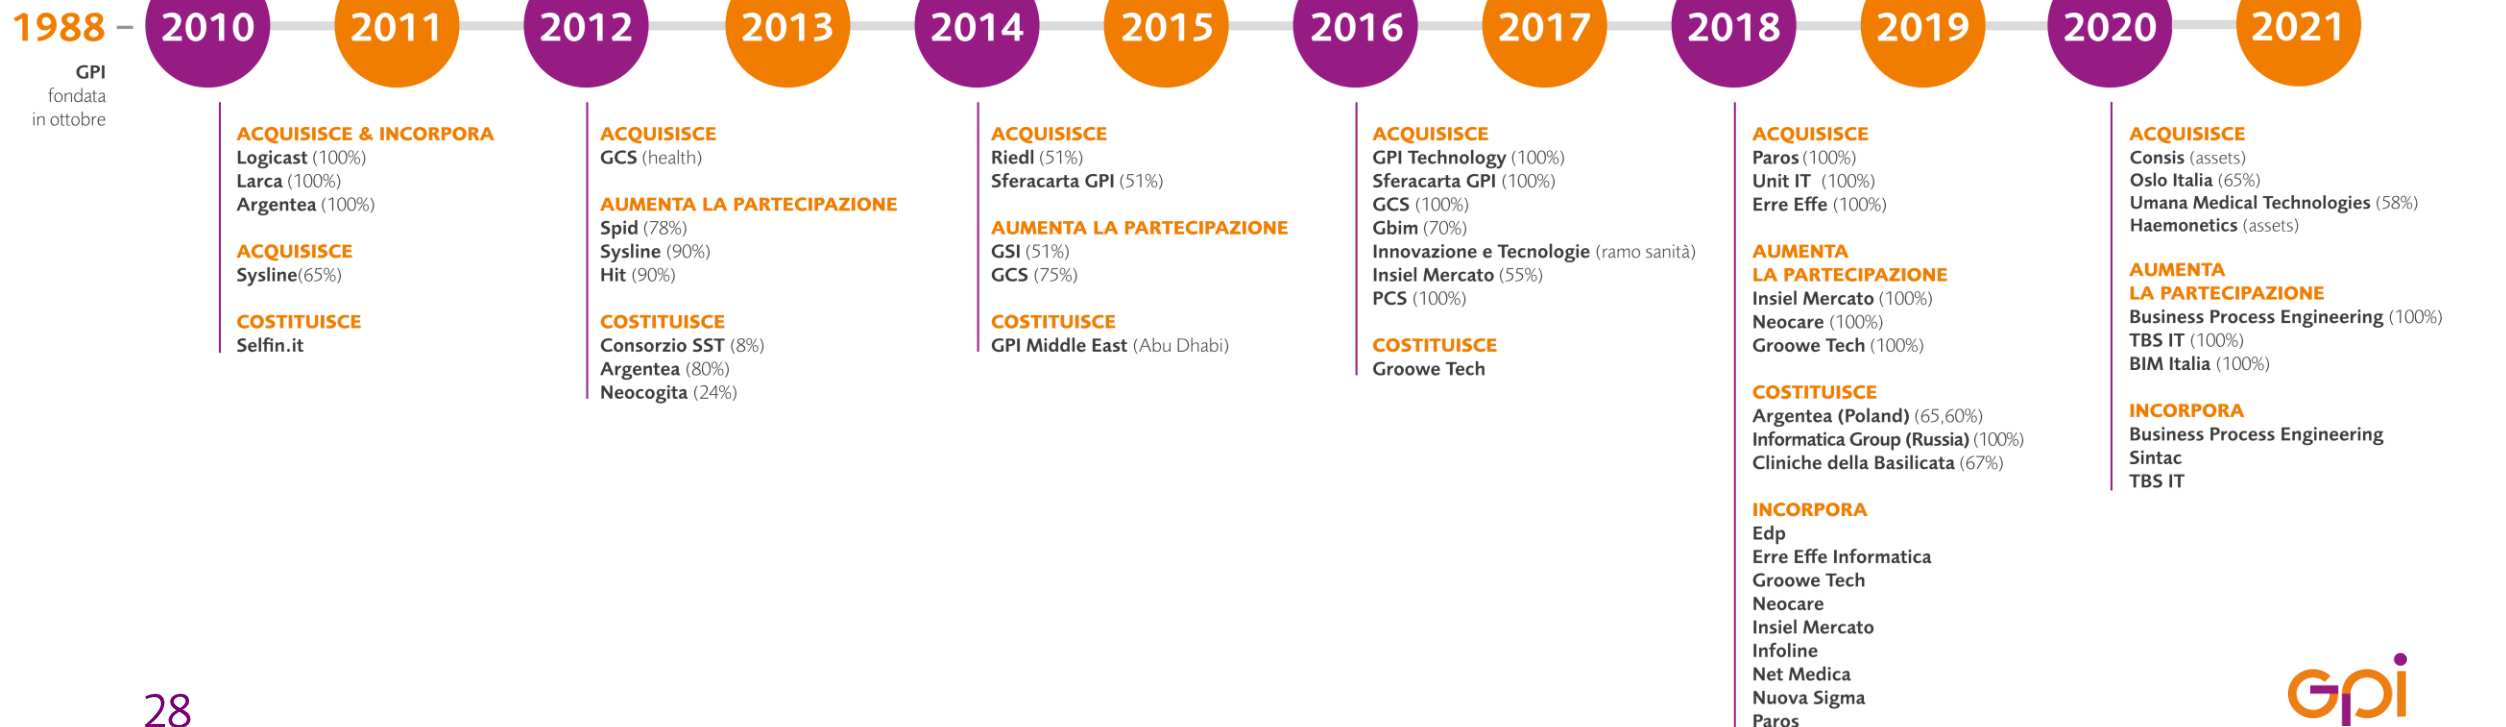 1988
2010
2011
2012
2013
2014
2015
2016
2017
2018
2019
2020
2021
GPI
fondata
in ottobre
ACQUISISCE & INCORPORA
Logicast (100%)
Larca (100%)
Argentea (100%)
ACQUISISCE
Sysline(65%)
COSTITUISCE
Selfin.it
ACQUISISCE
GCS (health)
AUMENTA LA PARTECIPAZIONE
Spid (78%)
Sysline (90%)
Hit (90%)
COSTITUISCE
Consorzio SST (8%)
Argentea (80%)
Neocogita (24%)
ACQUISISCE
Riedl (51%)
Sferacarta GPI (51%)
AUMENTA LA PARTECIPAZIONE
GSI (51%)
GCS (75%)
COSTITUISCE
GPI Middle East (Abu Dhabi)
ACQUISISCE
GPI Technology (100%)
Sferacarta GPI (100%)
GCS (100%)
Gbim (70%)
Innovazione e Tecnologie (ramo sanità)
Insiel Mercato (55%)
PCS (100%)
COSTITUISCE
Groowe Tech
ACQUISISCE
Paros (100%)
Unit IT (100%)
Erre Effe (100%)
AUMENTA
LA PARTECIPAZIONE
Insiel Mercato (100%)
Neocare (100%)
Groowe Tech (100%)
COSTITUISCE
Argentea (Poland) (65,60%)
Informatica Group (Russia) (100%)
Cliniche della Basilicata (67%)
INCORPORA
Edp
Erre Effe Informatica
Groowe Tech
Neocare
Insiel Mercato
Infoline
Net Medica
Nuova Sigma
Paros
ACQUISISCE
Consis (assets)
Oslo Italia (65%)
Umana Medical Technologies (58%)
Haemonetics (assets)
AUMENTA
LA PARTECIPAZIONE
Business Process Engineering (100%)
TBS IT (100%)
BIM Italia (100%)
INCORPORA
Business Process Engineering
Sintac
TBS IT
28
Gpi